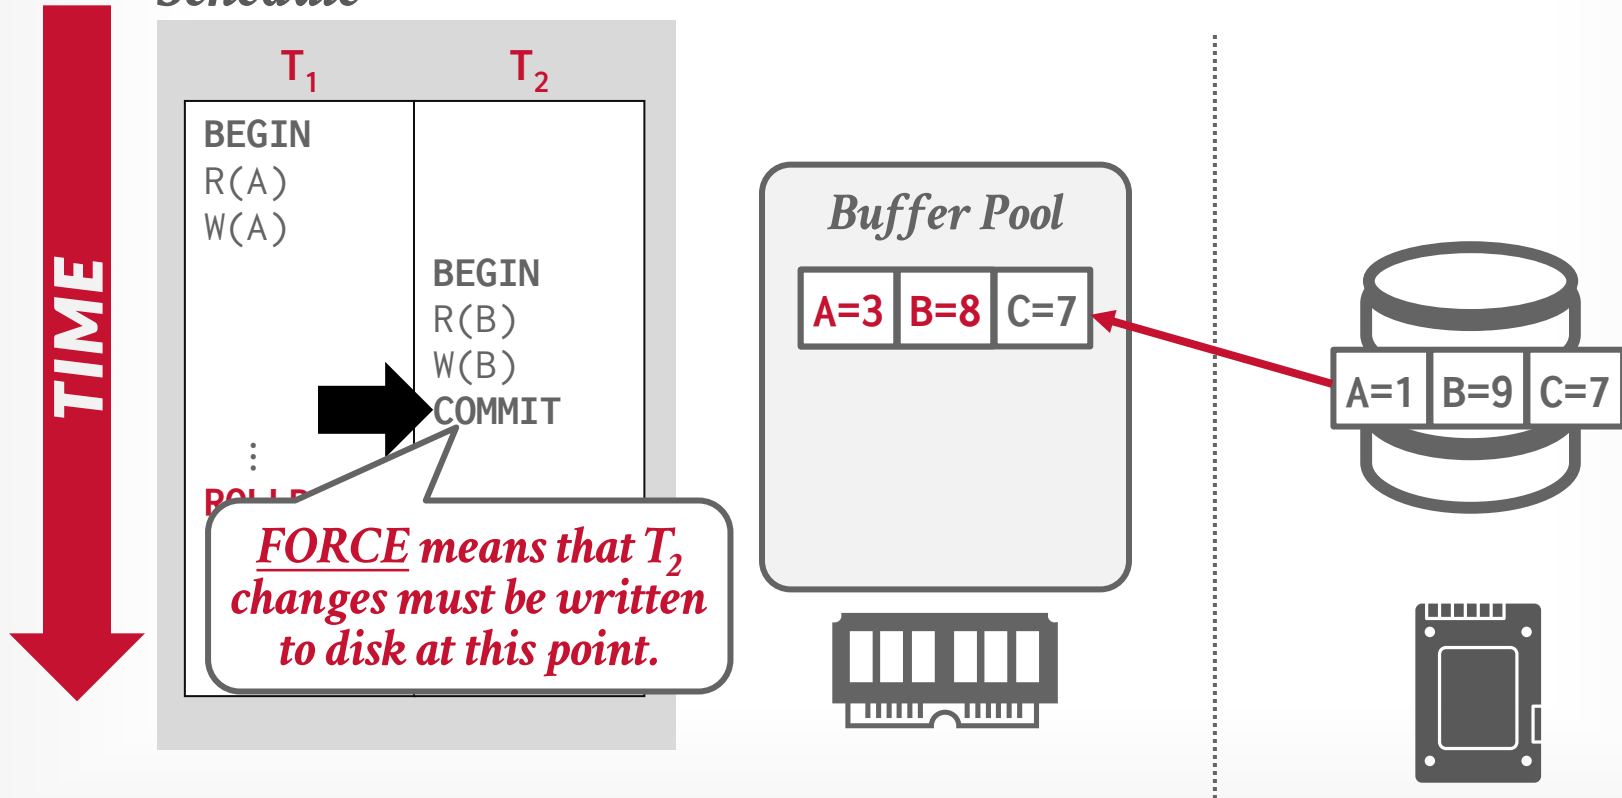 Schedule
TIME
T1
T2
BEGIN
R(A)
W(A)
BEGIN
R(B)
W(B)
COMMIT
⋮
FORCE means that T2
changes must be written
to disk at this point.
Buffer Pool
A=3 B=8 C=7
A=1 B=9 C=7